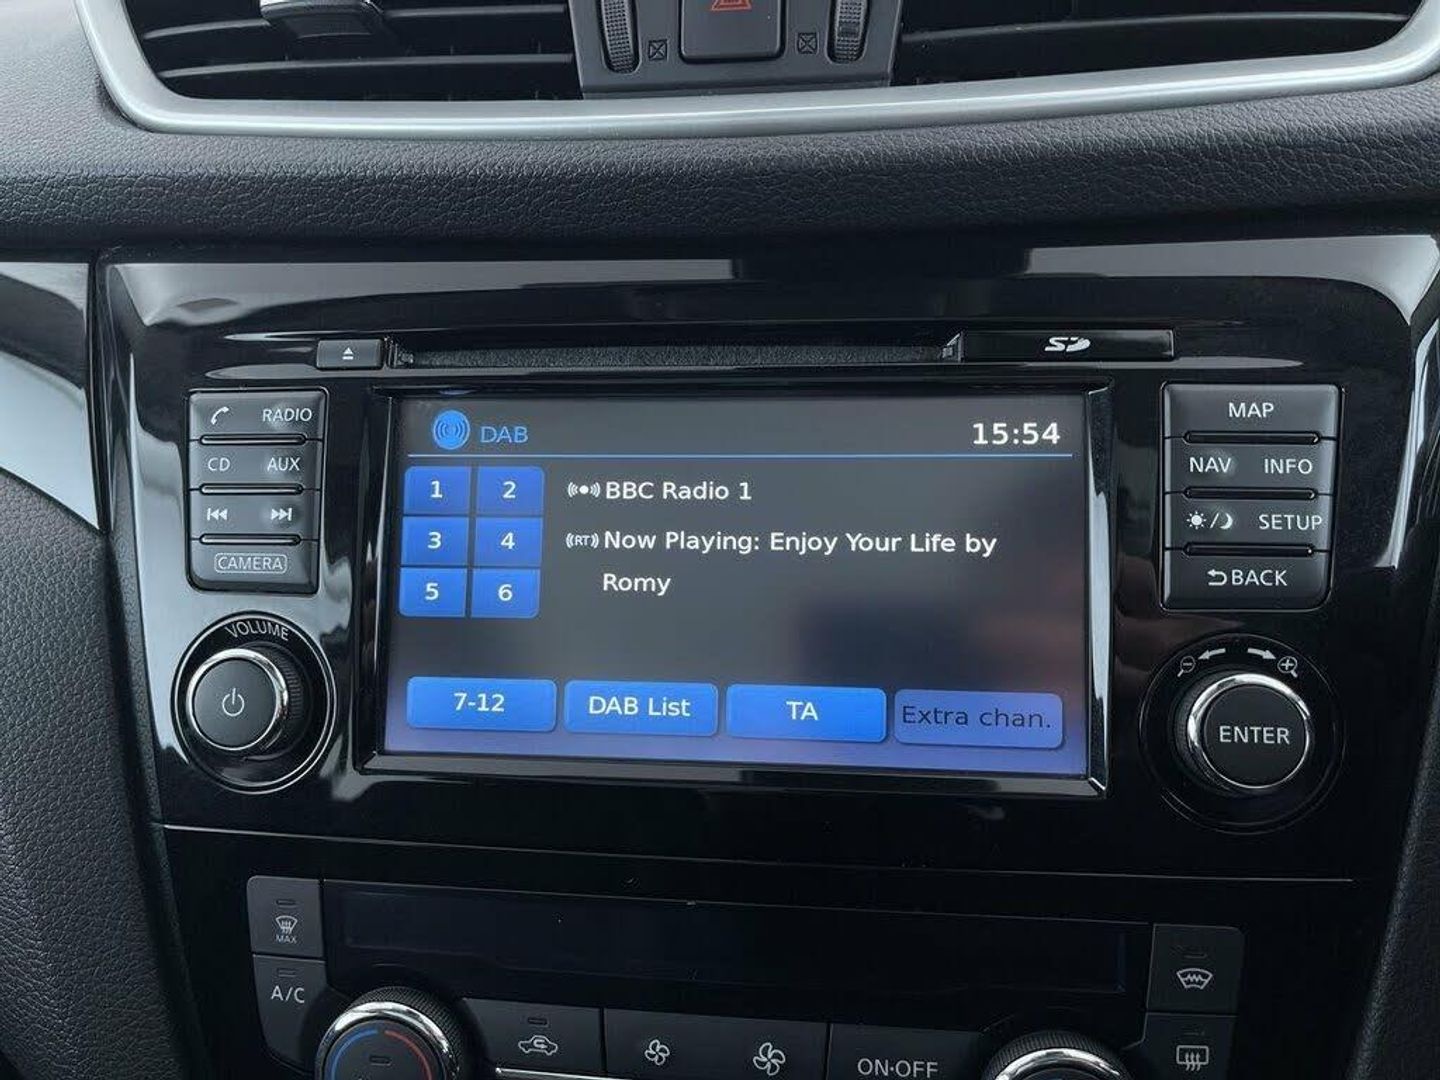 SD
RADIO
CD AUX
CAMERA
VOLUME
DAB
15:54
1 2
3 4
5 6
BBC Radio 1
(RT) Now Playing: Enjoy Your Life by
Romy
7-12
DAB List
TA
Extra chan.
MAP
NAV INFO
/ SETUP
BACK
ENTER
MAX
A/C
ON·OFF